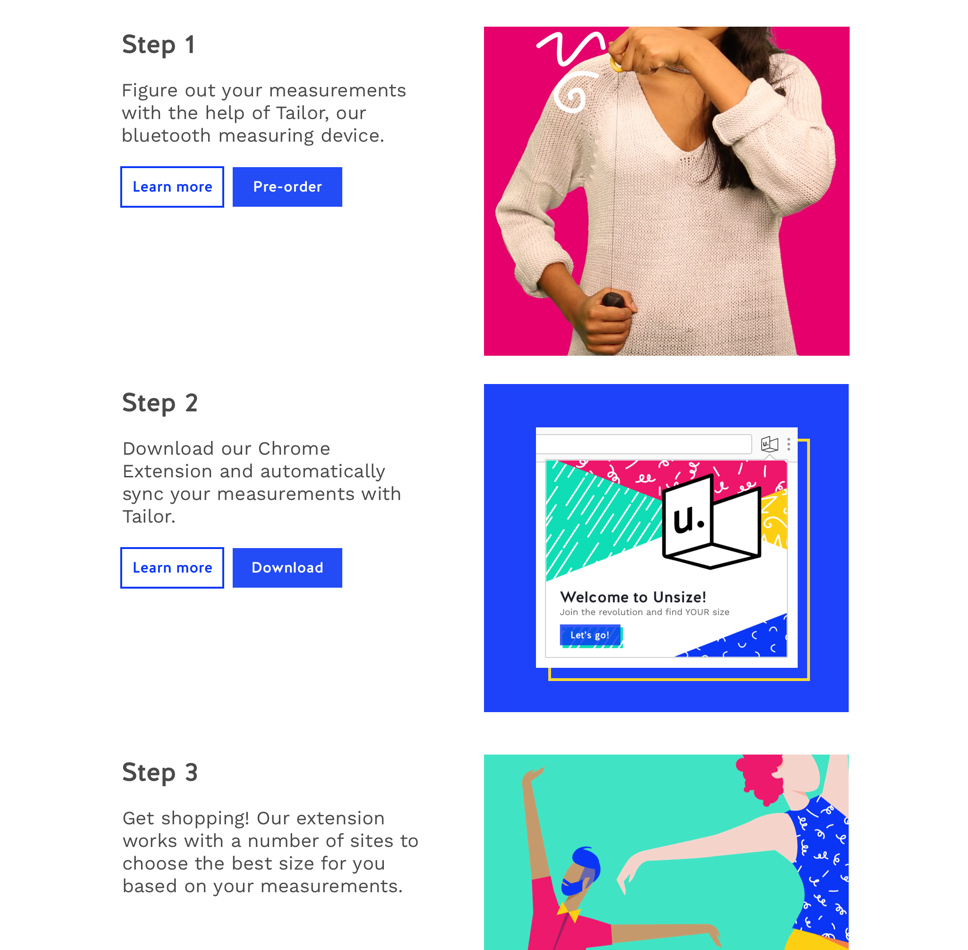 Step 1
Figure out your measurements
with the help of Tailor, our
bluetooth measuring device.
Learn more
Pre-order
Step 2
Download our Chrome
Extension and automatically
sync your measurements with
Tailor.
Learn more
Download
u.
u.
Welcome to Unsize!
Join the revolution and find YOUR size
Let's go!
Step 3
Get shopping! Our extension
works with a number of sites to
choose the best size for you
based on your measurements.